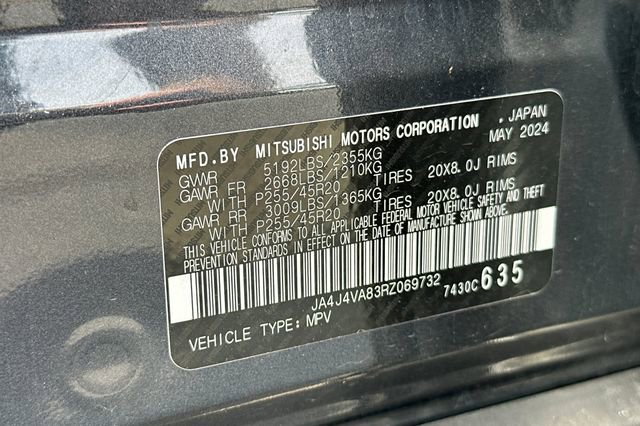 MFD.BY MITSUBISHI MOTORS CORPORATION . JAPAN
MAY 2024
GVWR 5192LBS/2355KG
GAWR FR 2668LBS/1210KG
WITH P255/45R20 TIRES 20X8.0J RIMS
GAWR RR 3009LBS/1365KG
WITH P255/45R20 TIRES 20X8.0J RIMS
THIS VEHICLE CONFORMS TO ALL APPLICABLE FEDERAL MOTOR VEHICLE SAFETY AND THEFT
PREVENTION STANDARDS IN EFFECT ON THE DATE OF MANUFACTURE SHOWN ABOVE.
JA4J4VA83RZ069732
7430C635
VEHICLE TYPE: MPV